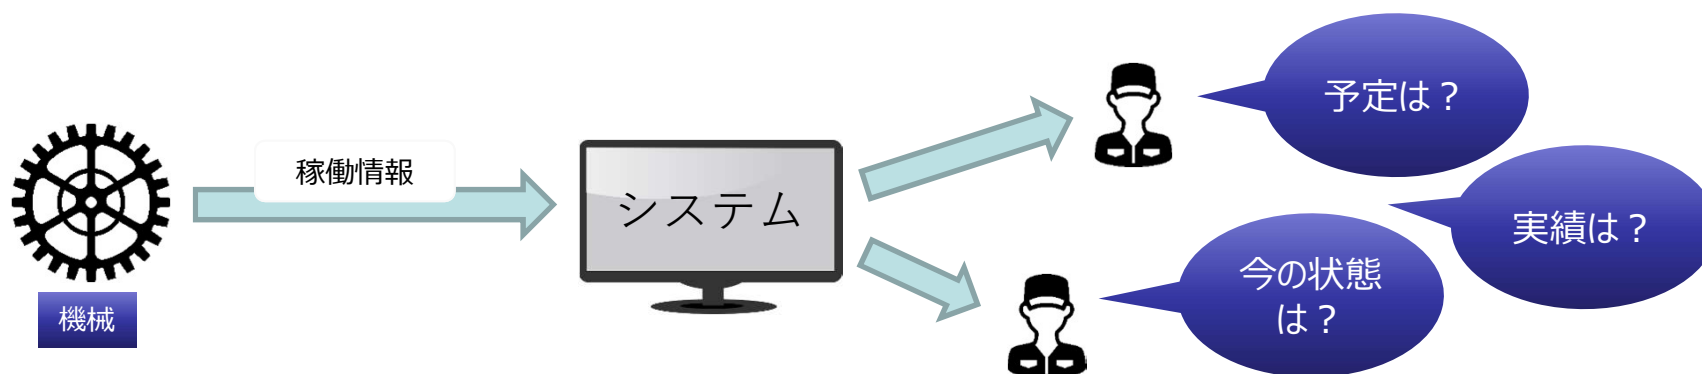 機械
稼働情報
システム
予定は？
今の状態
は？
実績は？